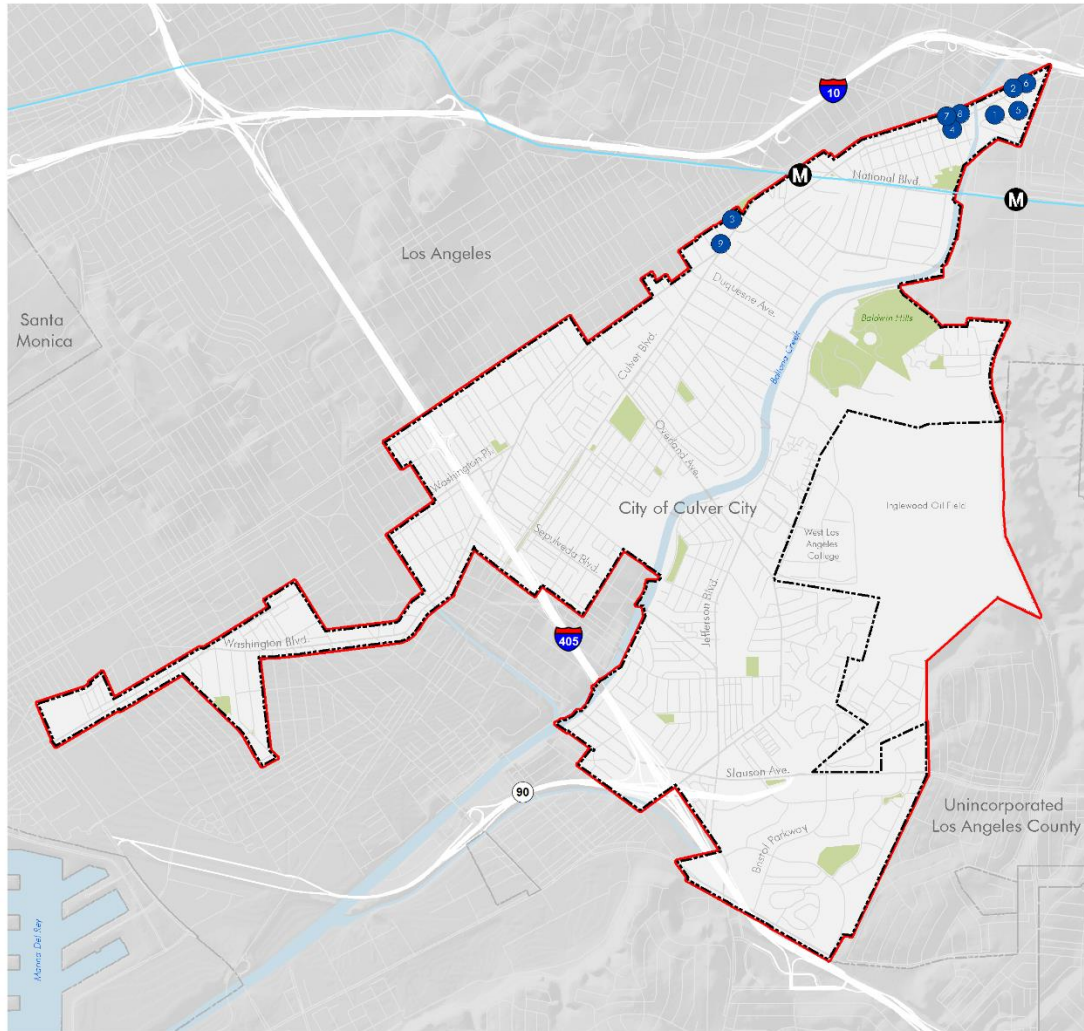 10
2
6
7
8
1
5
4
M
National Blvd.
M
3
9
Los Angeles
Duquesne Ave.
Santa
Monica
Baldwin Hills
Culver Blvd.
Ballona Creek
Overland Ave.
Washington Pl.
City of Culver City
Inglewood Oil Field
Sepulveda Blvd.
West Los
Angeles
College
Jefferson Blvd.
405
Washington Blvd.
Slauson Ave.
90
Unincorporated
Los Angeles County
Bristol Parkway
Marina Del Rey